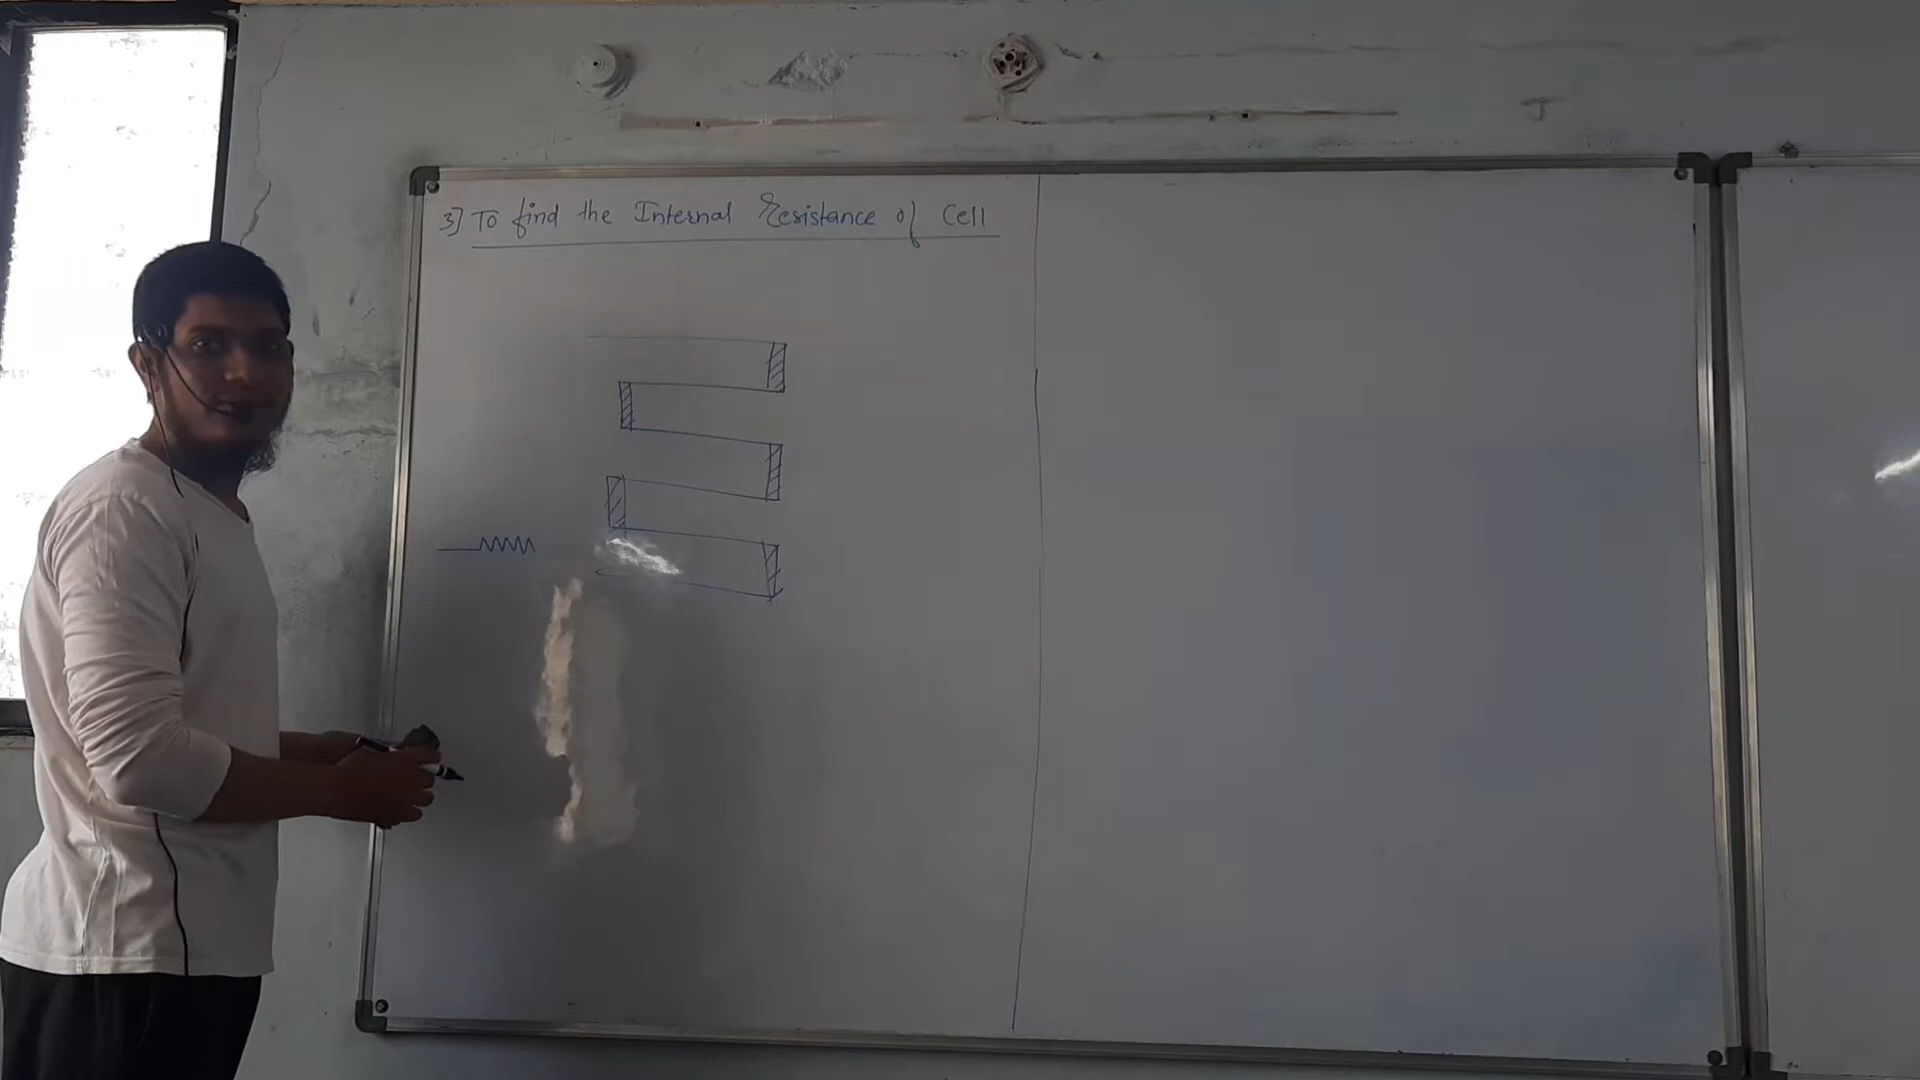 3] To find the Internal Resistance of Cell